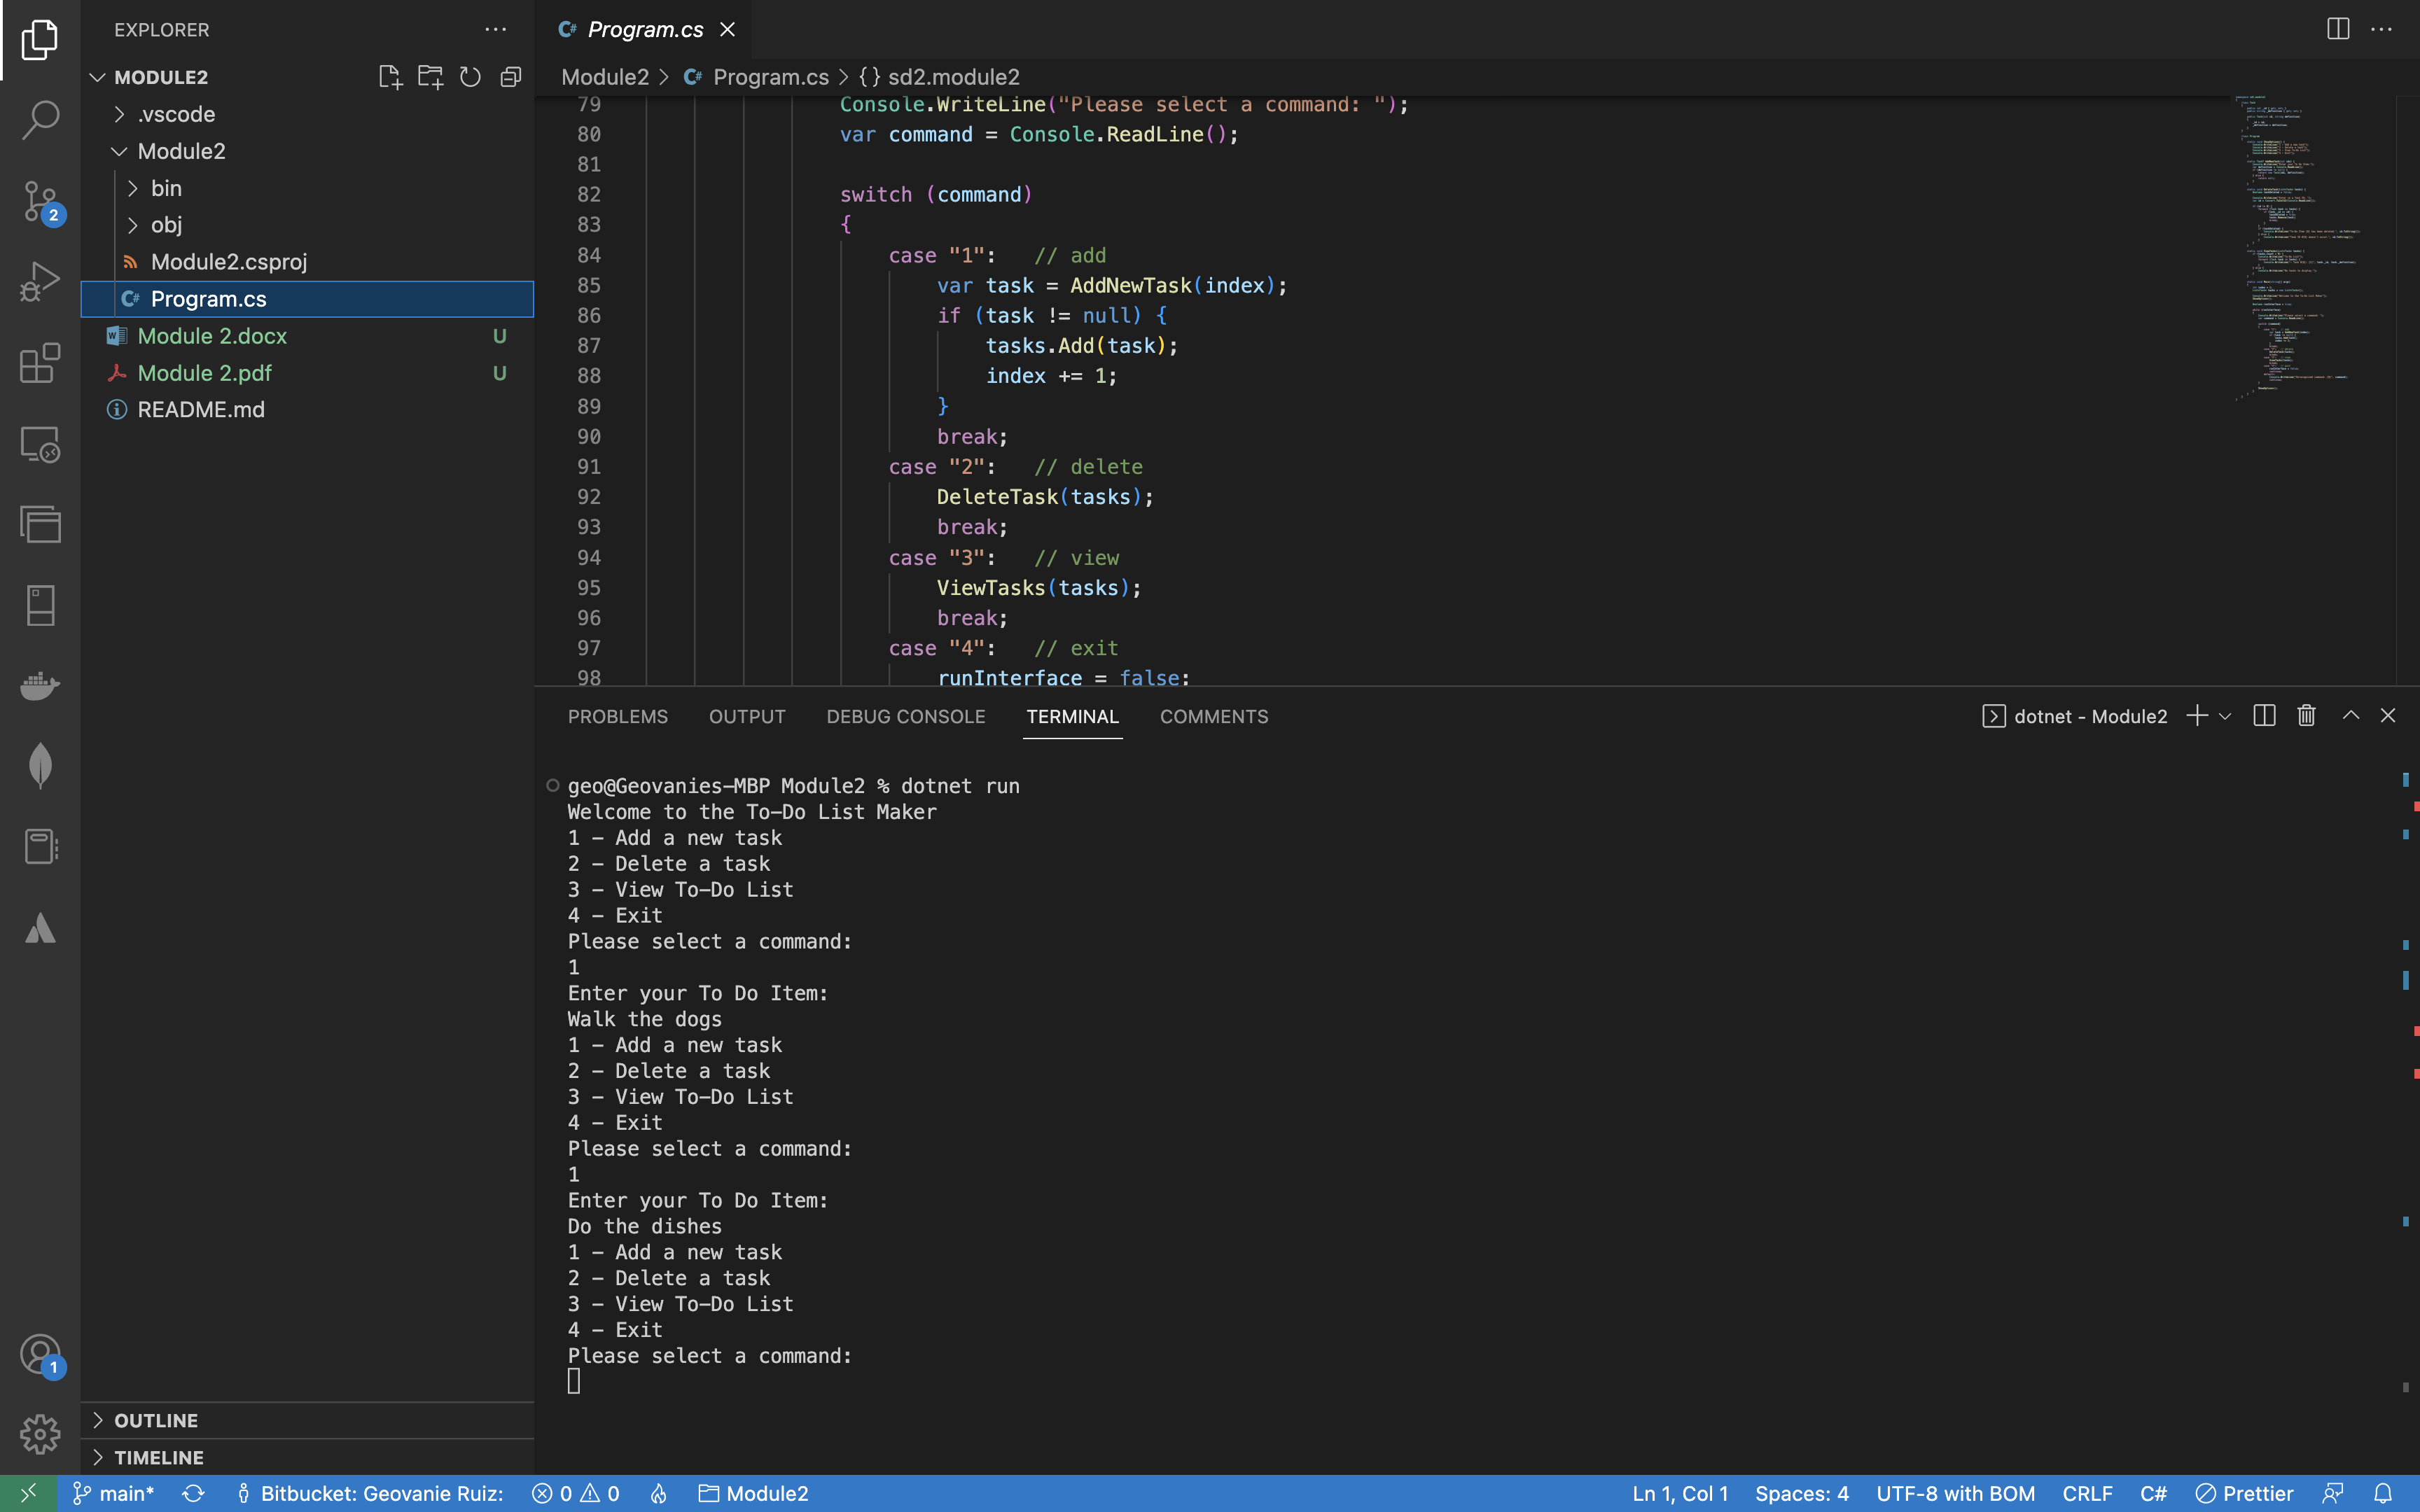 EXPLORER
MODULE2
.vscode
Module2
bin
obj
Module2.csproj
Program.cs
Module 2.docx U
Module 2.pdf U
README.md
OUTLINE
TIMELINE
2
1
Program.cs
Module2 > Program.cs > {} sd2.module2
79 Console.WriteLine("Please select a command: ");
80 var command = Console.ReadLine();
81
82 switch (command)
83 {
84 case "1": // add
85 var task = AddNewTask(index);
86 if (task != null) {
87 tasks.Add(task);
88 index += 1;
89 }
90 break;
91 case "2": // delete
92 DeleteTask(tasks);
93 break;
94 case "3": // view
95 ViewTasks(tasks);
96 break;
97 case "4": // exit
98 runInterface = false;
PROBLEMS OUTPUT DEBUG CONSOLE TERMINAL COMMENTS
dotnet - Module2
geo@Geovanies-MBP Module2 % dotnet run
Welcome to the To-Do List Maker
1 - Add a new task
2 - Delete a task
3 - View To-Do List
4 - Exit
Please select a command:
1
Enter your To Do Item:
Walk the dogs
1 - Add a new task
2 - Delete a task
3 - View To-Do List
4 - Exit
Please select a command:
1
Enter your To Do Item:
Do the dishes
1 - Add a new task
2 - Delete a task
3 - View To-Do List
4 - Exit
Please select a command:
main* Bitbucket: Geovanie Ruiz: 0 0 Module2 Ln 1, Col 1 Spaces: 4 UTF-8 with BOM CRLF C# Prettier